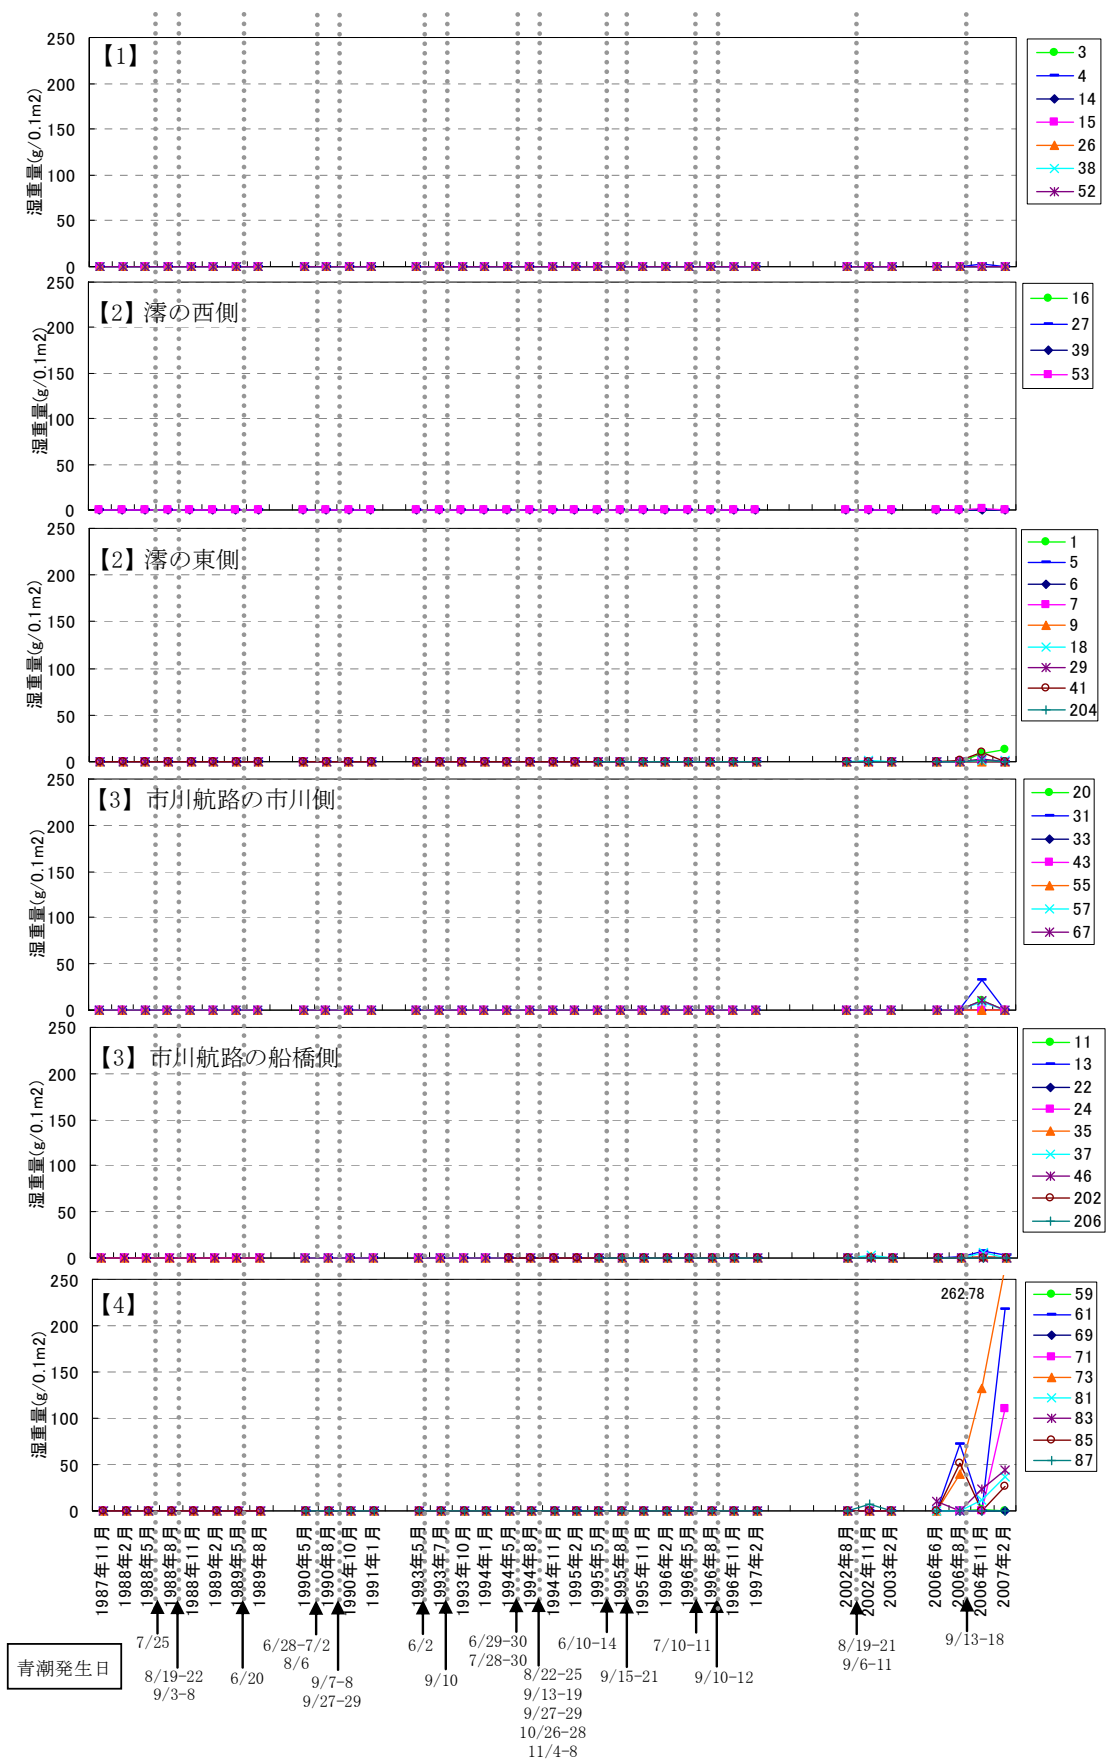 【1】
湿重量(g/0.1m2)
250
200
150
100
50
0
3
4
14
15
26
38
52
【2】澪の西側
湿重量(g/0.1m2)
250
200
150
100
50
0
16
27
39
53
【2】澪の東側
湿重量(g/0.1m2)
250
200
150
100
50
0
1
5
6
7
9
18
29
41
204
【3】市川航路の市川側
湿重量(g/0.1m2)
250
200
150
100
50
0
20
31
33
43
55
57
67
【3】市川航路の船橋側
湿重量(g/0.1m2)
250
200
150
100
50
0
11
13
22
24
35
37
46
202
206
【4】
湿重量(g/0.1m2)
250
200
150
100
50
0
262.78
59
61
69
71
73
81
83
85
87
1987年11月
1988年2月
1988年5月
1988年8月
1988年11月
1989年2月
1989年5月
1989年8月
1990年5月
1990年8月
1990年10月
1991年1月
1993年5月
1993年7月
1993年10月
1994年1月
1994年5月
1994年8月
1994年11月
1995年2月
1995年5月
1995年8月
1995年11月
1996年2月
1996年5月
1996年8月
1996年11月
1997年2月
2002年8月
2002年11月
2003年2月
2006年6月
2006年8月
2006年11月
2007年2月
青潮発生日
7/25
8/19-22
9/3-8
6/20
6/28-7/2
8/6
9/7-8
9/27-29
6/2
9/10
6/29-30
7/28-30
8/22-25
9/13-19
9/27-29
10/26-28
11/4-8
6/10-14
9/15-21
7/10-11
9/10-12
8/19-21
9/6-11
9/13-18